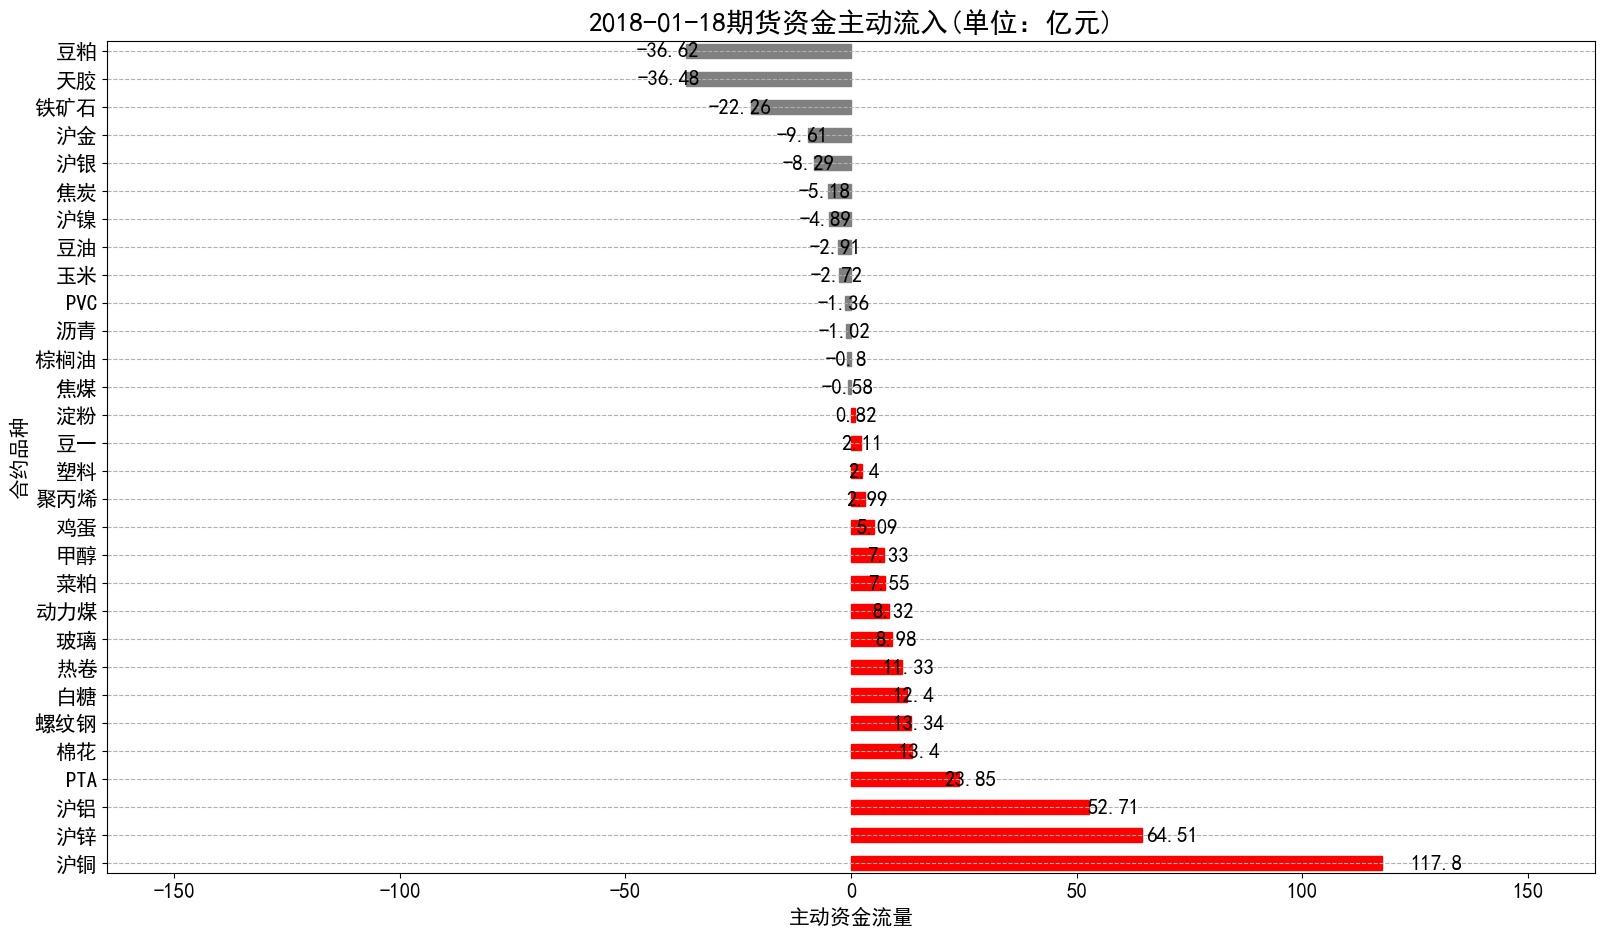 2018-01-18期货资金主动流入(单位：亿元)
豆粕 -36.62
天胶 -36.48
铁矿石 -22.26
沪金 -9.61
沪银 -8.29
焦炭 -5.18
沪镍 -4.89
豆油 -2.91
玉米 -2.72
PVC -1.36
沥青 -1.02
棕榈油 -0.8
焦煤 -0.58
淀粉 0.82
豆一 2.11
塑料 2.4
聚丙烯 2.99
鸡蛋 5.09
甲醇 7.33
菜粕 7.55
动力煤 8.32
玻璃 8.98
热卷 11.33
白糖 12.4
螺纹钢 13.34
棉花 13.4
PTA 23.85
沪铝 52.71
沪锌 64.51
沪铜 117.8
合约品种
-150 -100 -50 0 50 100 150
主动资金流量